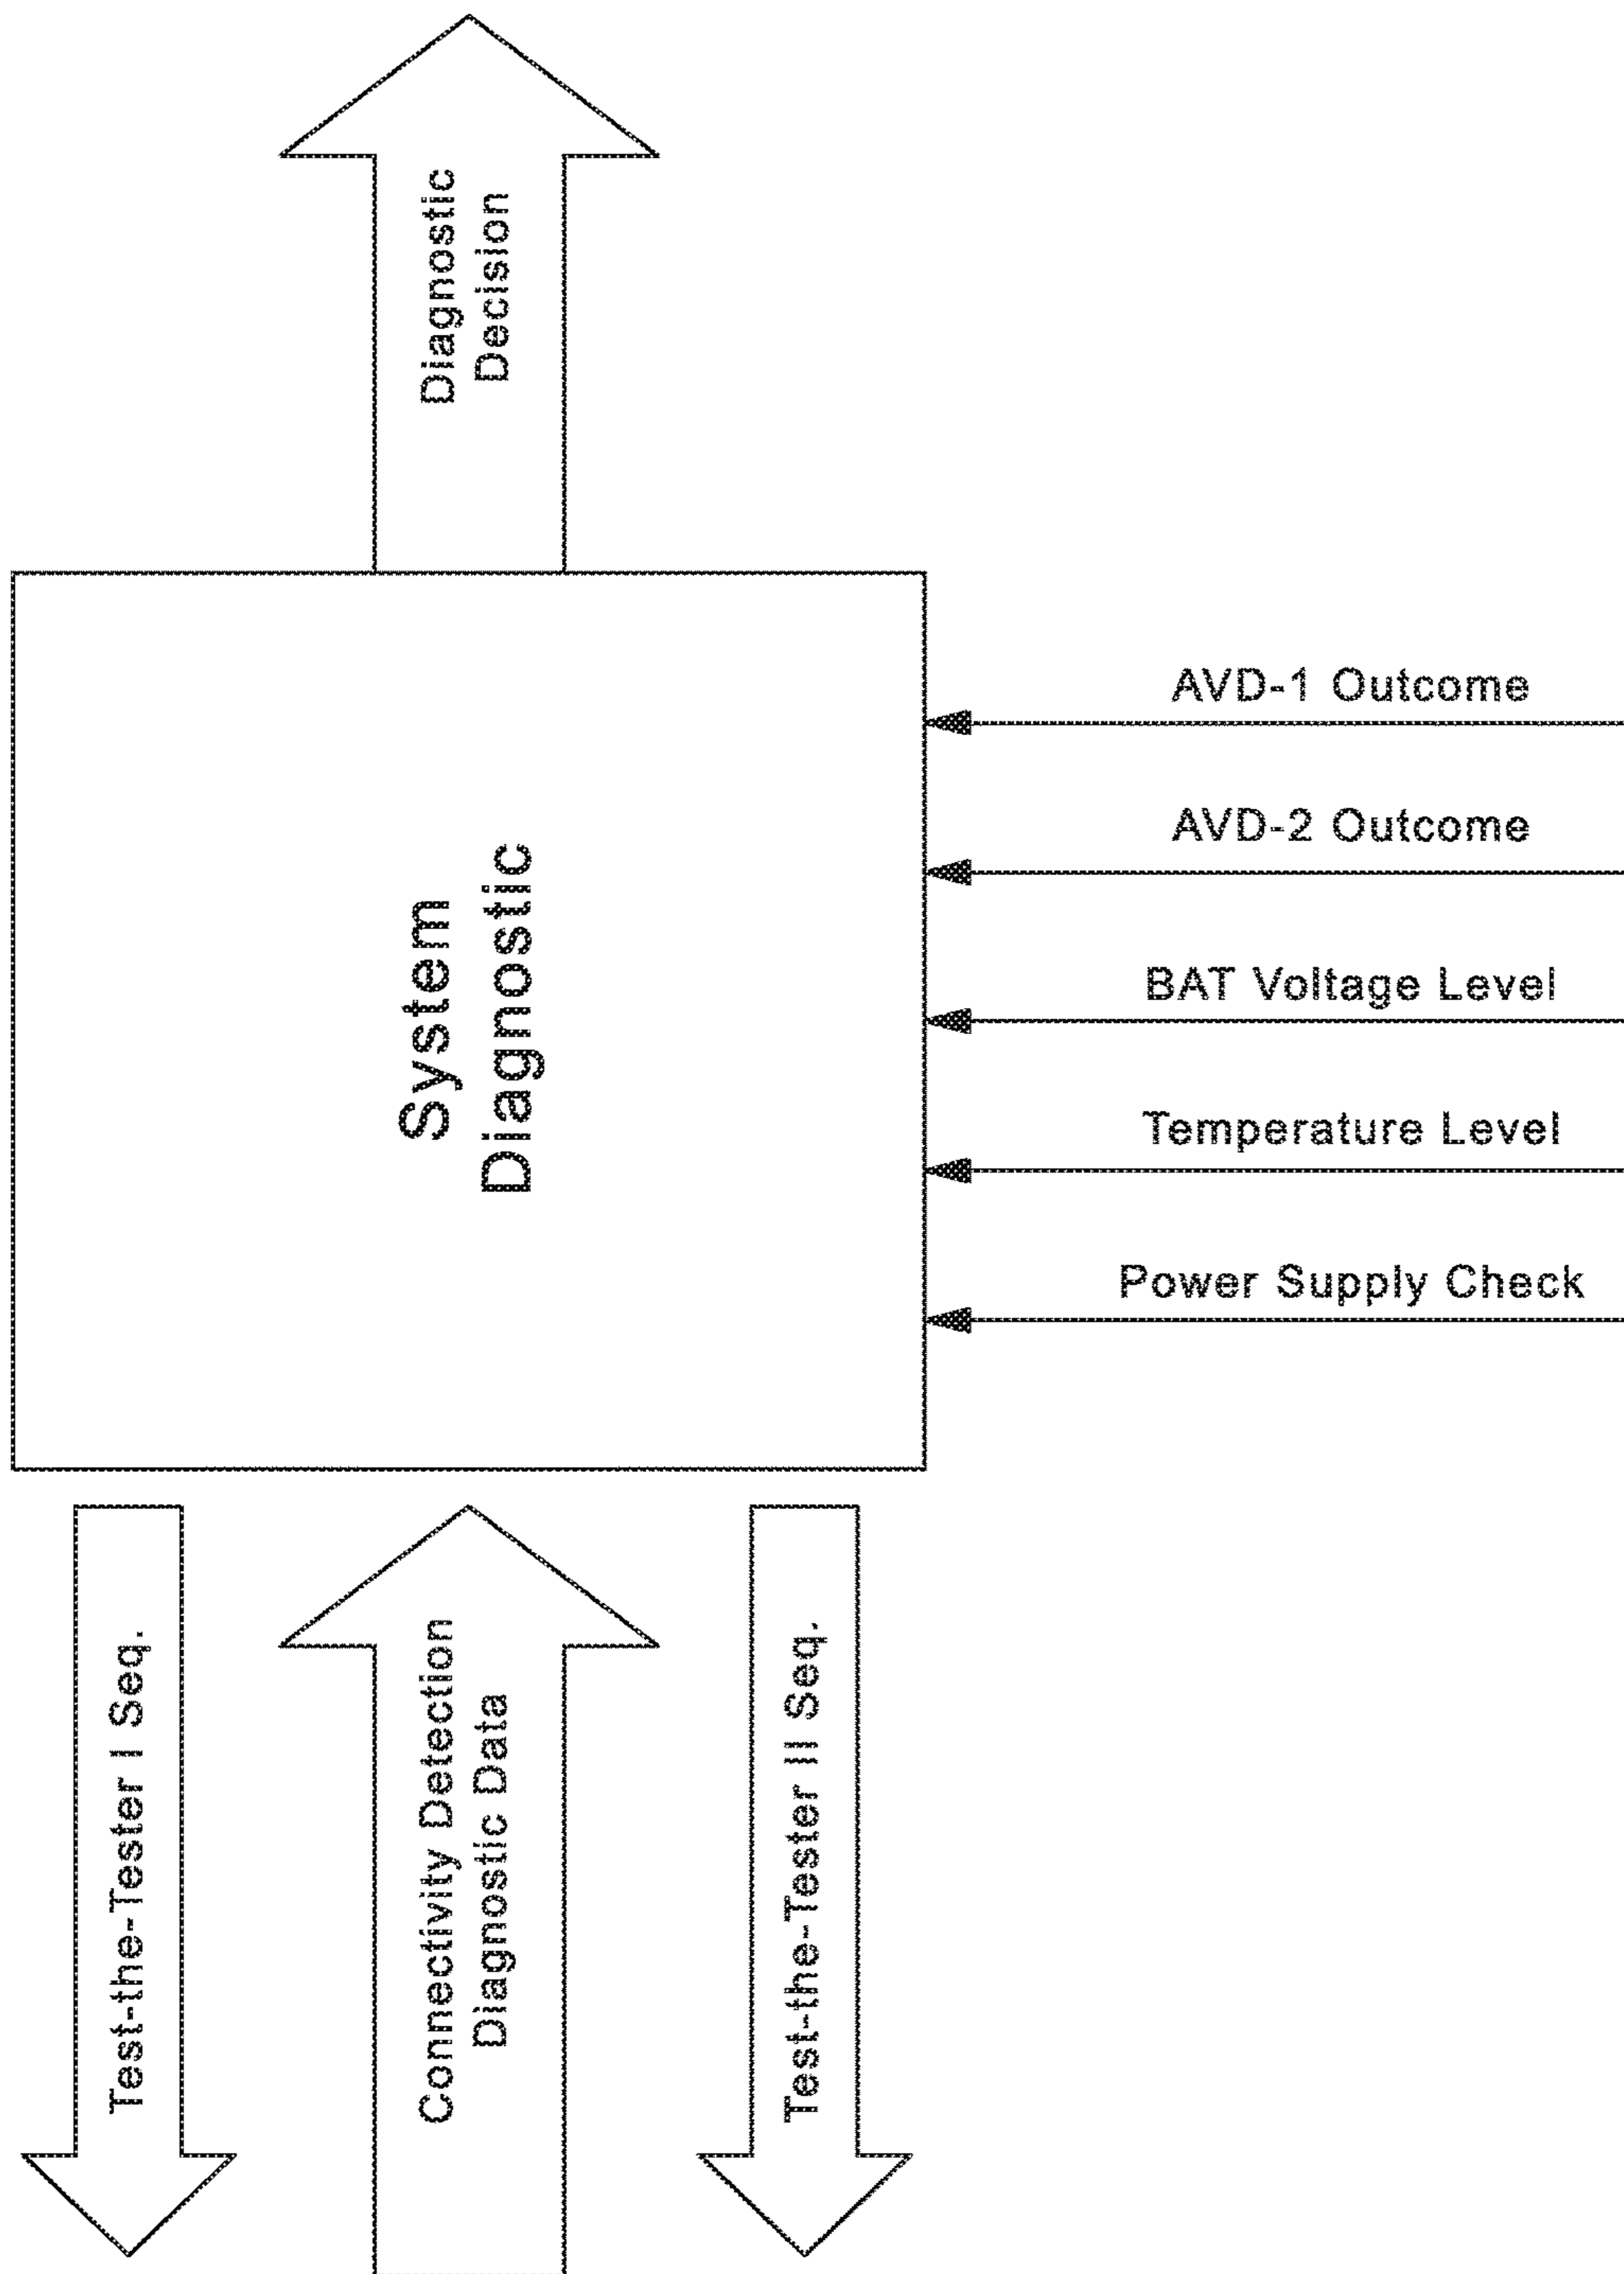 Diagnostic
Decision
System
Diagnostic
AVD-1 Outcome
AVD-2 Outcome
BAT Voltage Level
Temperature Level
Power Supply Check
Test-the-Tester I Seq.
Connectivity Detection
Diagnostic Data
Test-the-Tester II Seq.